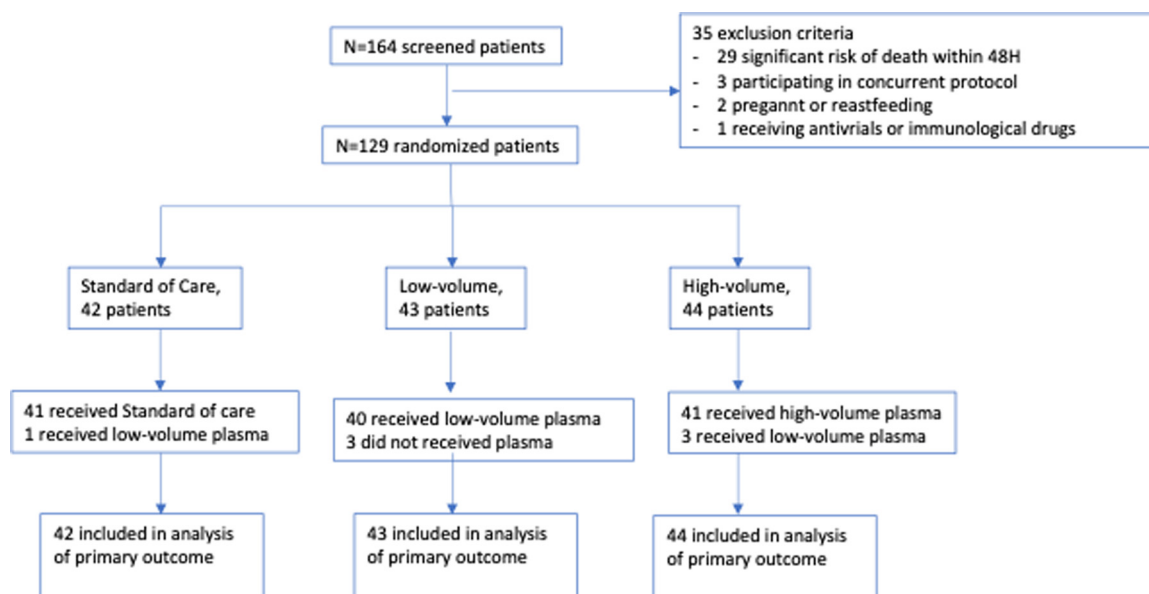 N=164 screened patients
35 exclusion criteria
- 29 significant risk of death within 48H
- 3 participating in concurrent protocol
- 2 pregannt or reastfeeding
- 1 receiving antivrials or immunological drugs
N=129 randomized patients
Standard of Care,
42 patients
Low-volume,
43 patients
High-volume,
44 patients
41 received Standard of care
1 received low-volume plasma
40 received low-volume plasma
3 did not received plasma
41 received high-volume plasma
3 received low-volume plasma
42 included in analysis
of primary outcome
43 included in analysis
of primary outcome
44 included in analysis
of primary outcome